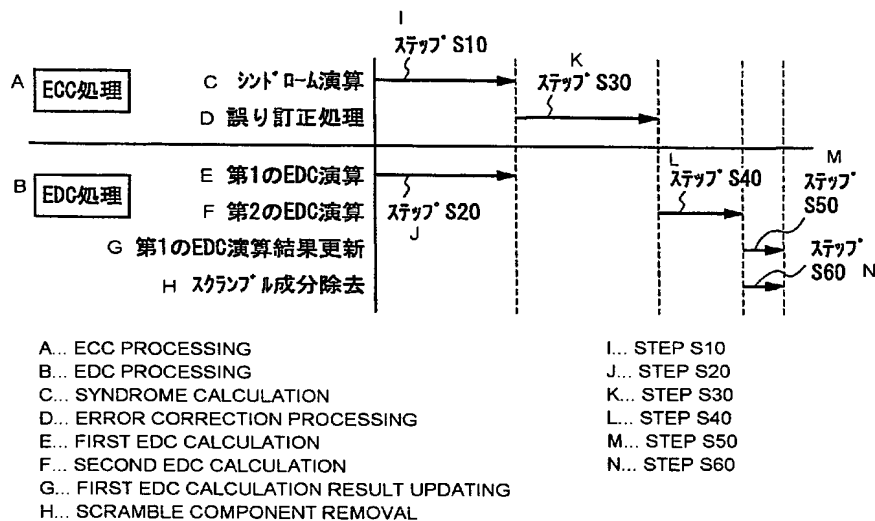 I
ステップ S10
K
A ECC処理
C シンドローム演算
ステップ S30
D 誤り訂正処理
B EDC処理
E 第1のEDC演算
ステップ S20
J
F 第2のEDC演算
L
ステップ S40
M
ステップ
S50
G 第1のEDC演算結果更新
ステップ
S60 N
H スクランブル成分除去
A... ECC PROCESSING
B... EDC PROCESSING
C... SYNDROME CALCULATION
D... ERROR CORRECTION PROCESSING
E... FIRST EDC CALCULATION
F... SECOND EDC CALCULATION
G... FIRST EDC CALCULATION RESULT UPDATING
H... SCRAMBLE COMPONENT REMOVAL
I... STEP S10
J... STEP S20
K... STEP S30
L... STEP S40
M... STEP S50
N... STEP S60